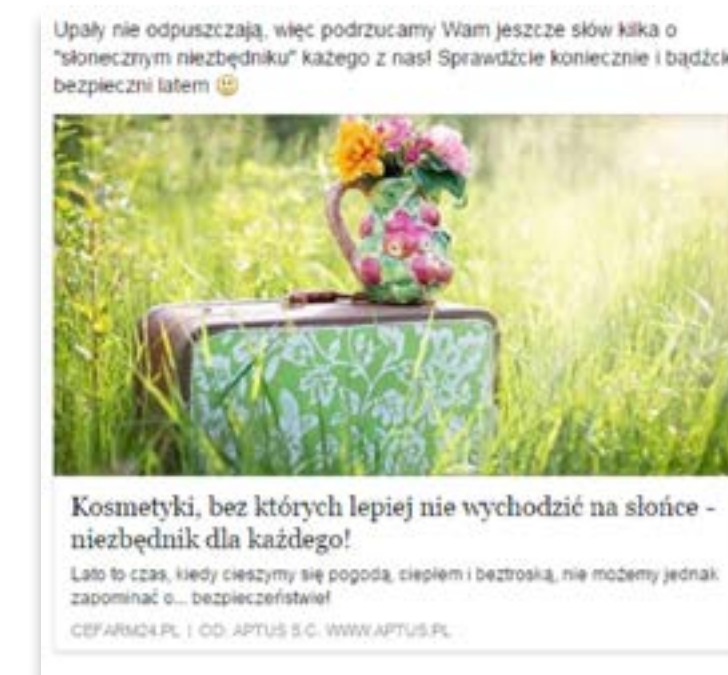 Upały nie odpuszczają, więc podrzucamy Wam jeszcze słów kilka o
"słonecznym niezbędniku" każego z nas! Sprawdźcie koniecznie i bądźcie
bezpieczni latem
Kosmetyki, bez których lepiej nie wychodzić na słońce -
niezbędnik dla każdego!
Lato to czas, kiedy cieszymy się pogodą, ciepłem i beztroską, nie możemy jednak
zapominać o... bezpieczeństwie!
CEFARM24.PL | OD: APTUS S.C. WWW.APTUS.PL